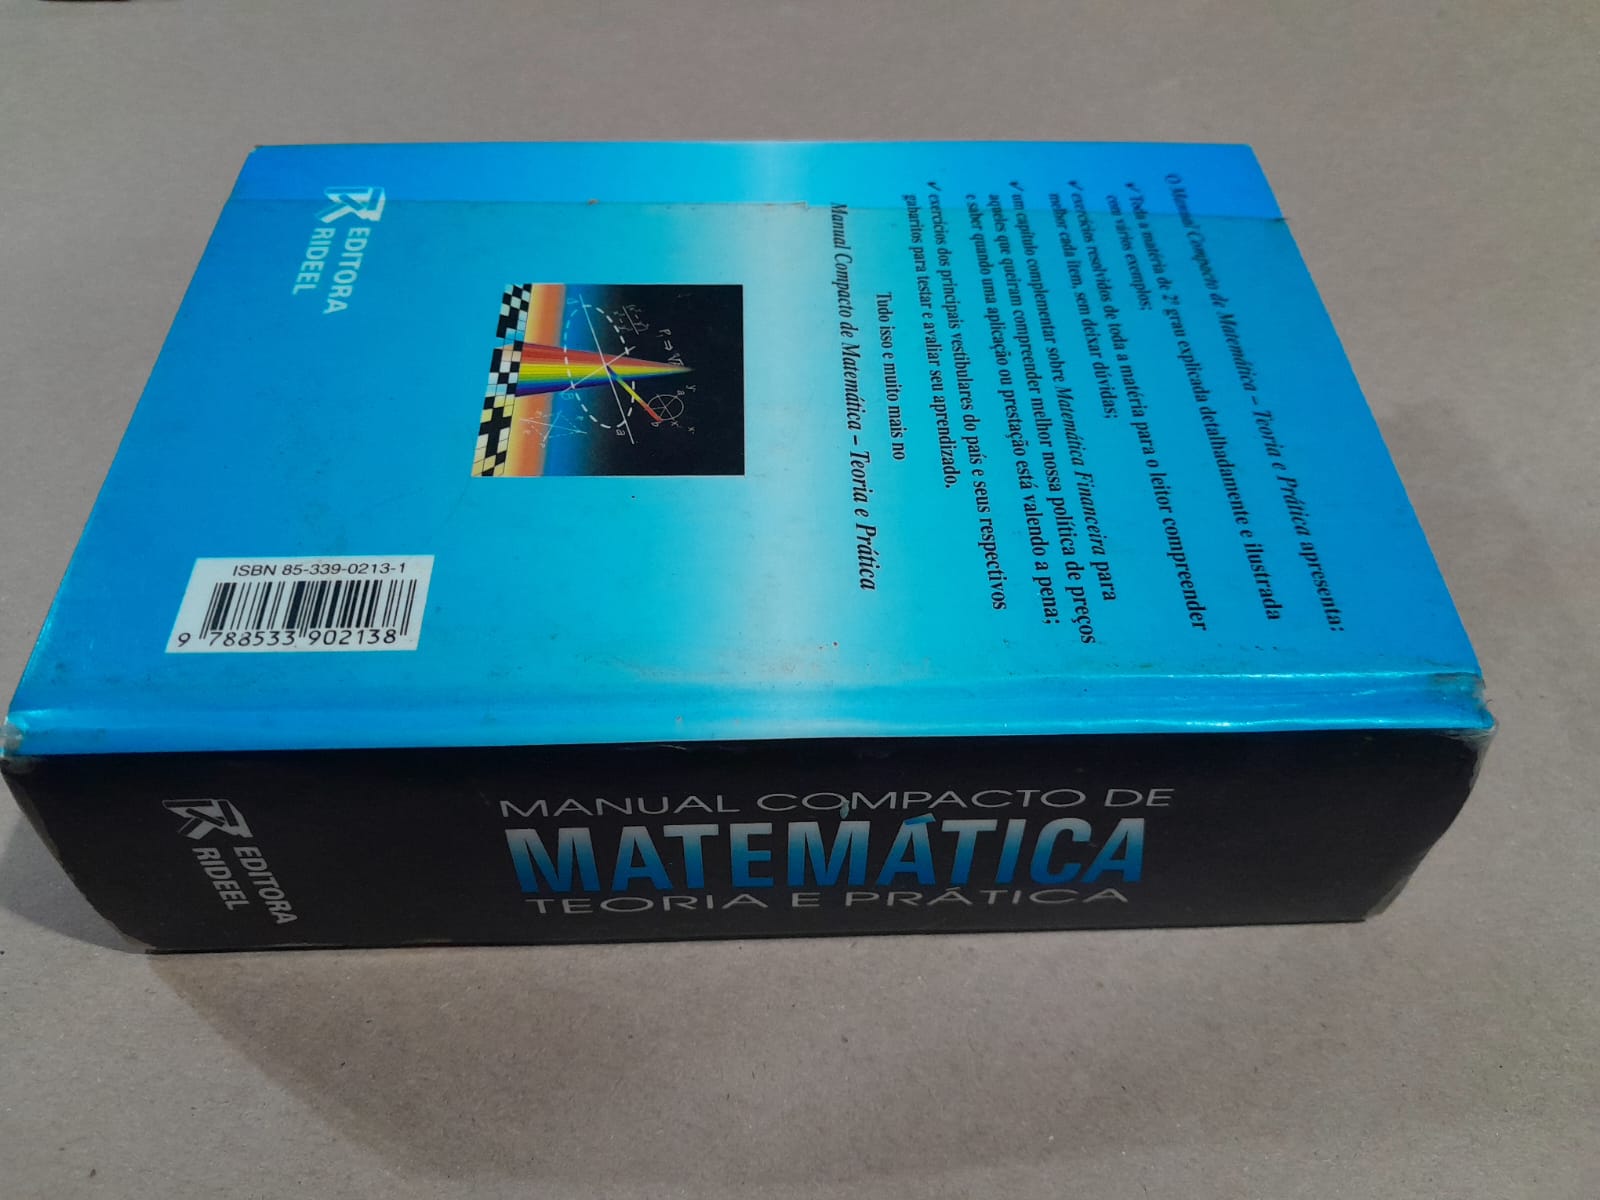 O Manual Compacto de Matemática – Teoria e Prática apresenta:
✓ Toda a matéria de 2º grau explicada detalhadamente e ilustrada
com vários exemplos;
✓ exercícios resolvidos de toda a matéria para o leitor compreender
melhor cada item, sem deixar dúvidas;
✓ um capítulo complementar sobre Matemática Financeira para
aqueles que queiram compreender melhor nossa política de preços
e saber quando uma aplicação ou prestação está valendo a pena;
✓ exercícios dos principais vestibulares do país e seus respectivos
gabaritos para testar e avaliar seu aprendizado.
Tudo isso e muito mais no
Manual Compacto de Matemática – Teoria e Prática
EDITORA
RIDEEL
ISBN 85-339-0213-1
9 788533 902138
MANUAL COMPACTO DE
MATEMÁTICA
TEORIA E PRÁTICA
EDITORA
RIDEEL